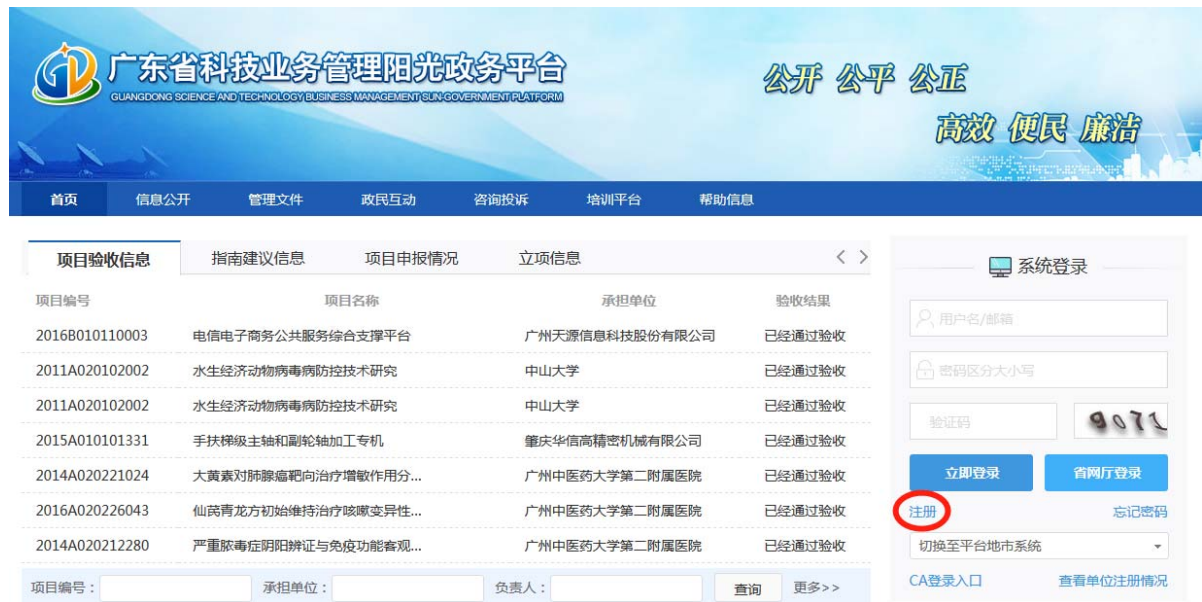 广东省科技业务管理阳光政务平台
GUANGDONG SCIENCE AND TECHNOLOGY BUSINESS MANAGEMENT SUN-GOVERNMENT PLATFORM
公开 公平 公正
高效 便民 廉洁
首页 信息公开 管理文件 政民互动 咨询投诉 培训平台 帮助信息
项目验收信息 指南建议信息 项目申报情况 立项信息 < >
项目编号 项目名称 承担单位 验收结果
2016B010110003 电信电子商务公共服务综合支撑平台 广州天源信息科技股份有限公司 已经通过验收
2011A020102002 水生经济动物病毒病防控技术研究 中山大学 已经通过验收
2011A020102002 水生经济动物病毒病防控技术研究 中山大学 已经通过验收
2015A010101331 手扶梯级主轴和副轮轴加工专机 肇庆华信高精密机械有限公司 已经通过验收
2014A020221024 大黄素对肺腺癌靶向治疗增敏作用分... 广州中医药大学第二附属医院 已经通过验收
2016A020226043 仙芪青龙方初始维持治疗咳嗽变异性... 广州中医药大学第二附属医院 已经通过验收
2014A020212280 严重脓毒症阴阳辨证与免疫功能客观... 广州中医药大学第二附属医院 已经通过验收
项目编号： 承担单位： 负责人： 查询 更多>>
系统登录
用户名/邮箱
密码区分大小写
验证码 9071
立即登录 省网厅登录
注册 忘记密码
切换至平台地市系统
CA登录入口 查看单位注册情况